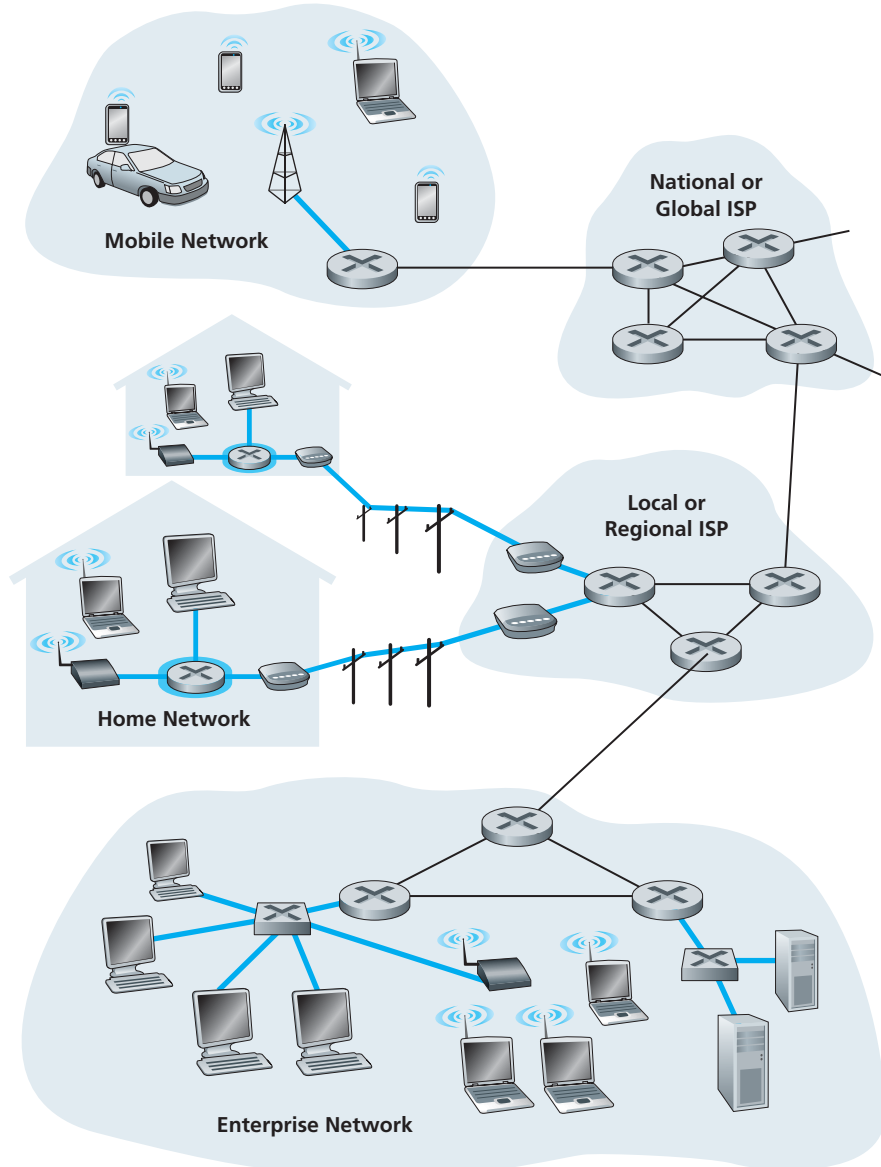 Mobile Network
National or
Global ISP
Local or
Regional ISP
Home Network
Enterprise Network